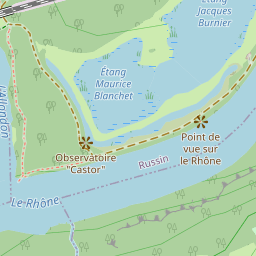 Étang
Jacques
Burnier
Étang
Maurice
Blanchet
L'Allondon
Point de
vue sur
le Rhône
Observatoire
"Castor"
Russin
Le Rhône